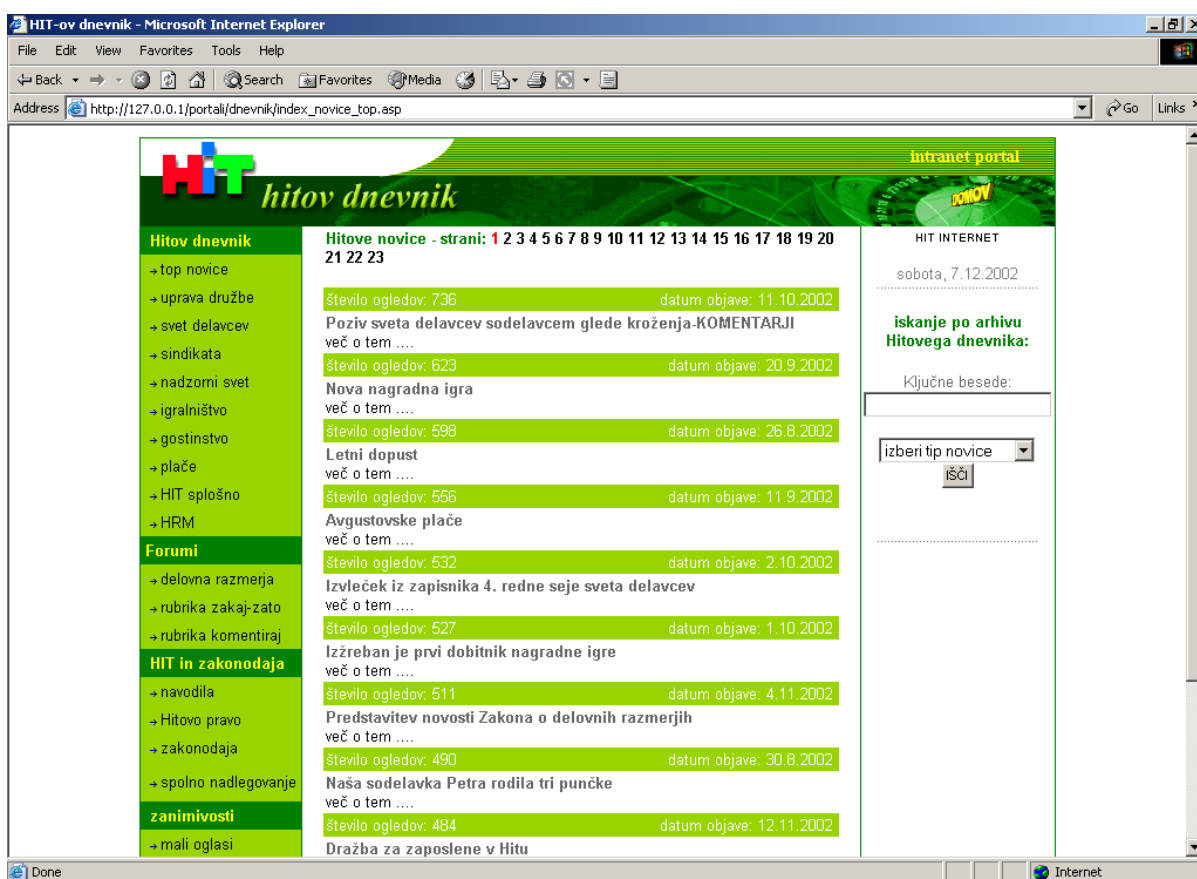 HIT-ov dnevnik - Microsoft Internet Explorer
File Edit View Favorites Tools Help
Back Search Favorites Media
Address http://127.0.0.1/portali/dnevnik/index_novice_top.asp Go Links
HiT
hitov dnevnik
intranet portal
DOMOV
Hitov dnevnik
top novice
uprava družbe
svet delavcev
sindikata
nadzorni svet
igralništvo
gostinstvo
plače
HIT splošno
HRM
Forumi
delovna razmerja
rubrika zakaj-zato
rubrika komentiraj
HIT in zakonodaja
navodila
Hitovo pravo
zakonodaja
spolno nadlegovanje
zanimivosti
mali oglasi
Hitove novice - strani: 1 2 3 4 5 6 7 8 9 10 11 12 13 14 15 16 17 18 19 20
21 22 23
število ogledov: 736 datum objave: 11.10.2002
Poziv sveta delavcev sodelavcem glede kroženja-KOMENTARJI
več o tem ....
število ogledov: 623 datum objave: 20.9.2002
Nova nagradna igra
več o tem ....
število ogledov: 598 datum objave: 26.8.2002
Letni dopust
več o tem ....
število ogledov: 556 datum objave: 11.9.2002
Avgustovske plače
več o tem ....
število ogledov: 532 datum objave: 2.10.2002
Izvleček iz zapisnika 4. redne seje sveta delavcev
več o tem ....
število ogledov: 527 datum objave: 1.10.2002
Izžreban je prvi dobitnik nagradne igre
več o tem ....
število ogledov: 511 datum objave: 4.11.2002
Predstavitev novosti Zakona o delovnih razmerjih
več o tem ....
število ogledov: 490 datum objave: 30.8.2002
Naša sodelavka Petra rodila tri punčke
več o tem ....
število ogledov: 484 datum objave: 12.11.2002
Dražba za zaposlene v Hitu
HIT INTERNET
sobota, 7.12.2002
iskanje po arhivu
Hitovega dnevnika:
Ključne besede:
izberi tip novice
IŠČI
Done Internet